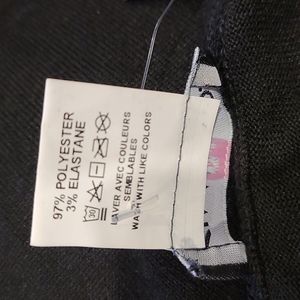 97% POLYESTER
3% ELASTANE
30
LAVER AVEC COULEURS
SEMBLABLES
WASH WITH LIKE COLORS